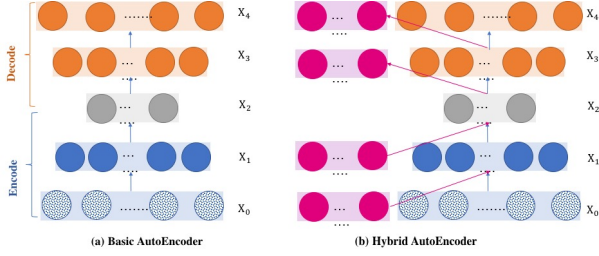 X4
X3
X2
X1
X0
Decode
Encode
(a) Basic AutoEncoder
X4
X3
X2
X1
X0
(b) Hybrid AutoEncoder